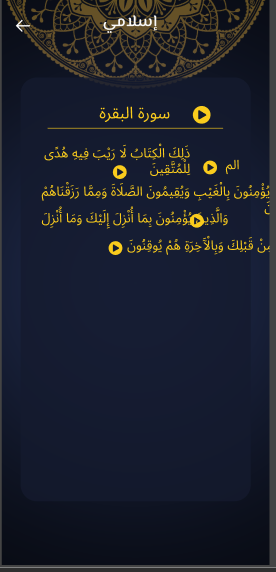 إسلامي
سورة البقرة
الم ذَلِكَ الْكِتَابُ لَا رَيْبَ فِيهِ هُدًى
لِلْمُتَّقِينَ
يُؤْمِنُونَ بِالْغَيْبِ وَيُقِيمُونَ الصَّلَاةَ وَمِمَّا رَزَقْنَاهُمْ
وَالَّذِينَ يُؤْمِنُونَ بِمَا أُنْزِلَ إِلَيْكَ وَمَا أُنْزِلَ
مِنْ قَبْلِكَ وَبِالْآَخِرَةِ هُمْ يُوقِنُونَ